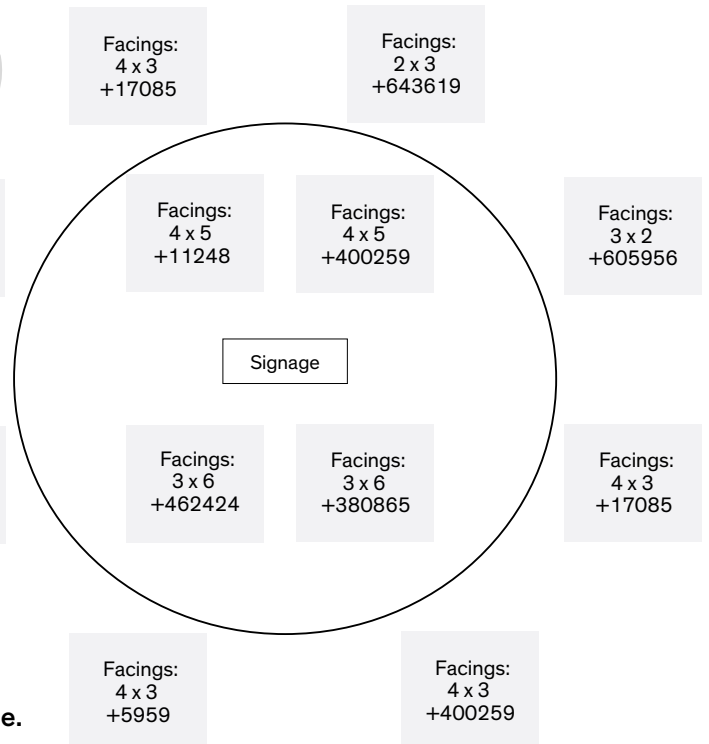 Facings:
4 x 3
+17085
Facings:
2 x 3
+643619
Facings:
4 x 5
+11248
Facings:
4 x 5
+400259
Facings:
3 x 2
+605956
Signage
Facings:
3 x 6
+462424
Facings:
3 x 6
+380865
Facings:
4 x 3
+17085
Facings:
4 x 3
+5959
Facings:
4 x 3
+400259
e.